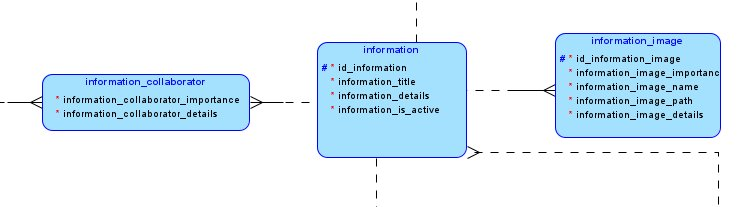 information_collaborator
* information_collaborator_importance
* information_collaborator_details
information
# * id_information
* information_title
* information_details
* information_is_active
information_image
# * id_information_image
* information_image_importanc
* information_image_name
* information_image_path
* information_image_details